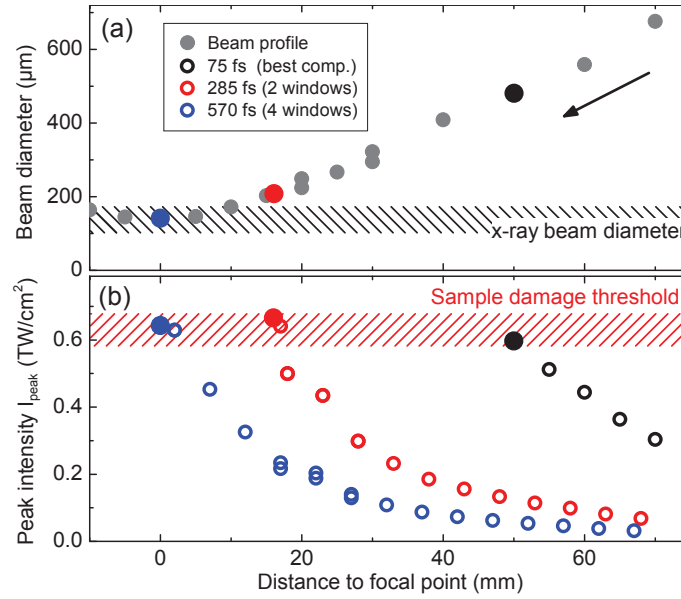 (a)
Beam profile
75 fs (best comp.)
285 fs (2 windows)
570 fs (4 windows)
600
400
200
0
Beam diameter (µm)
x-ray beam diameter
(b)
Sample damage threshold
0.6
0.4
0.2
0.0
Peak intensity I_peak (TW/cm²)
0 20 40 60
Distance to focal point (mm)